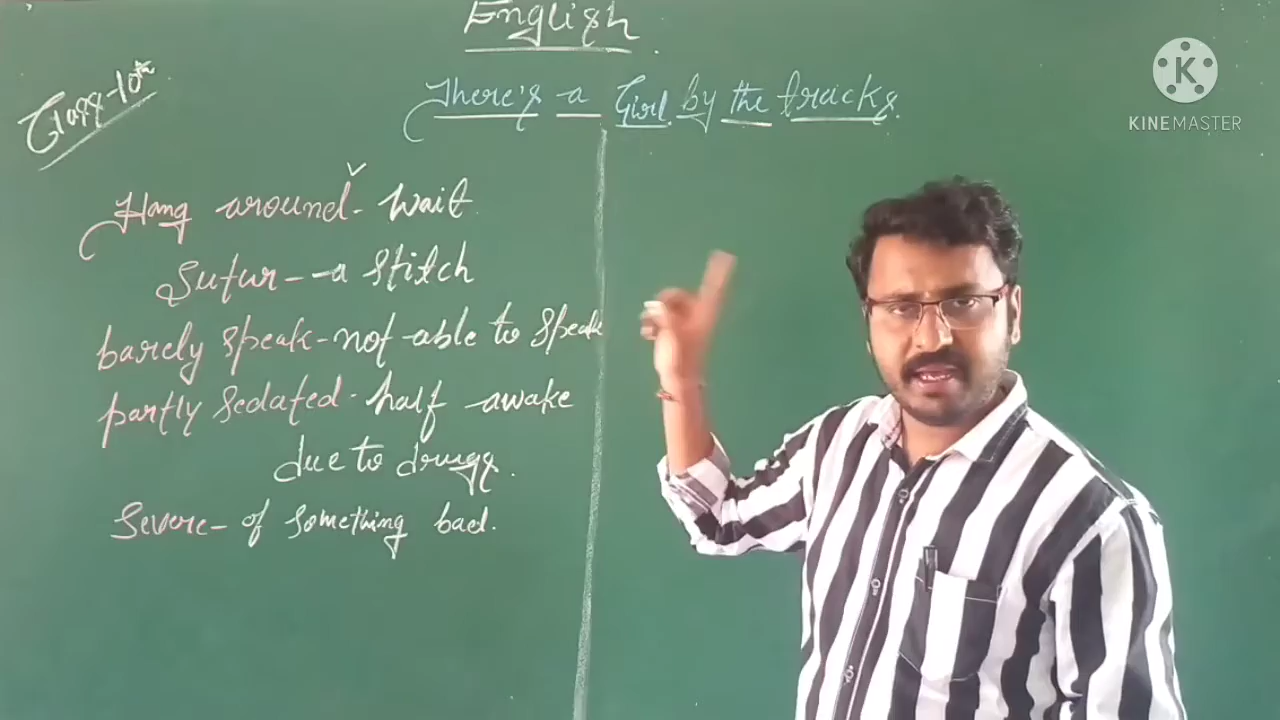 English
Class-10th
There's a Girl by the tracks
Hang around - wait
Sutur - a stitch
barely speak - not able to speak
partly sedated - half awake
due to drugs.
Severe - of something bad.
K
KINEMASTER